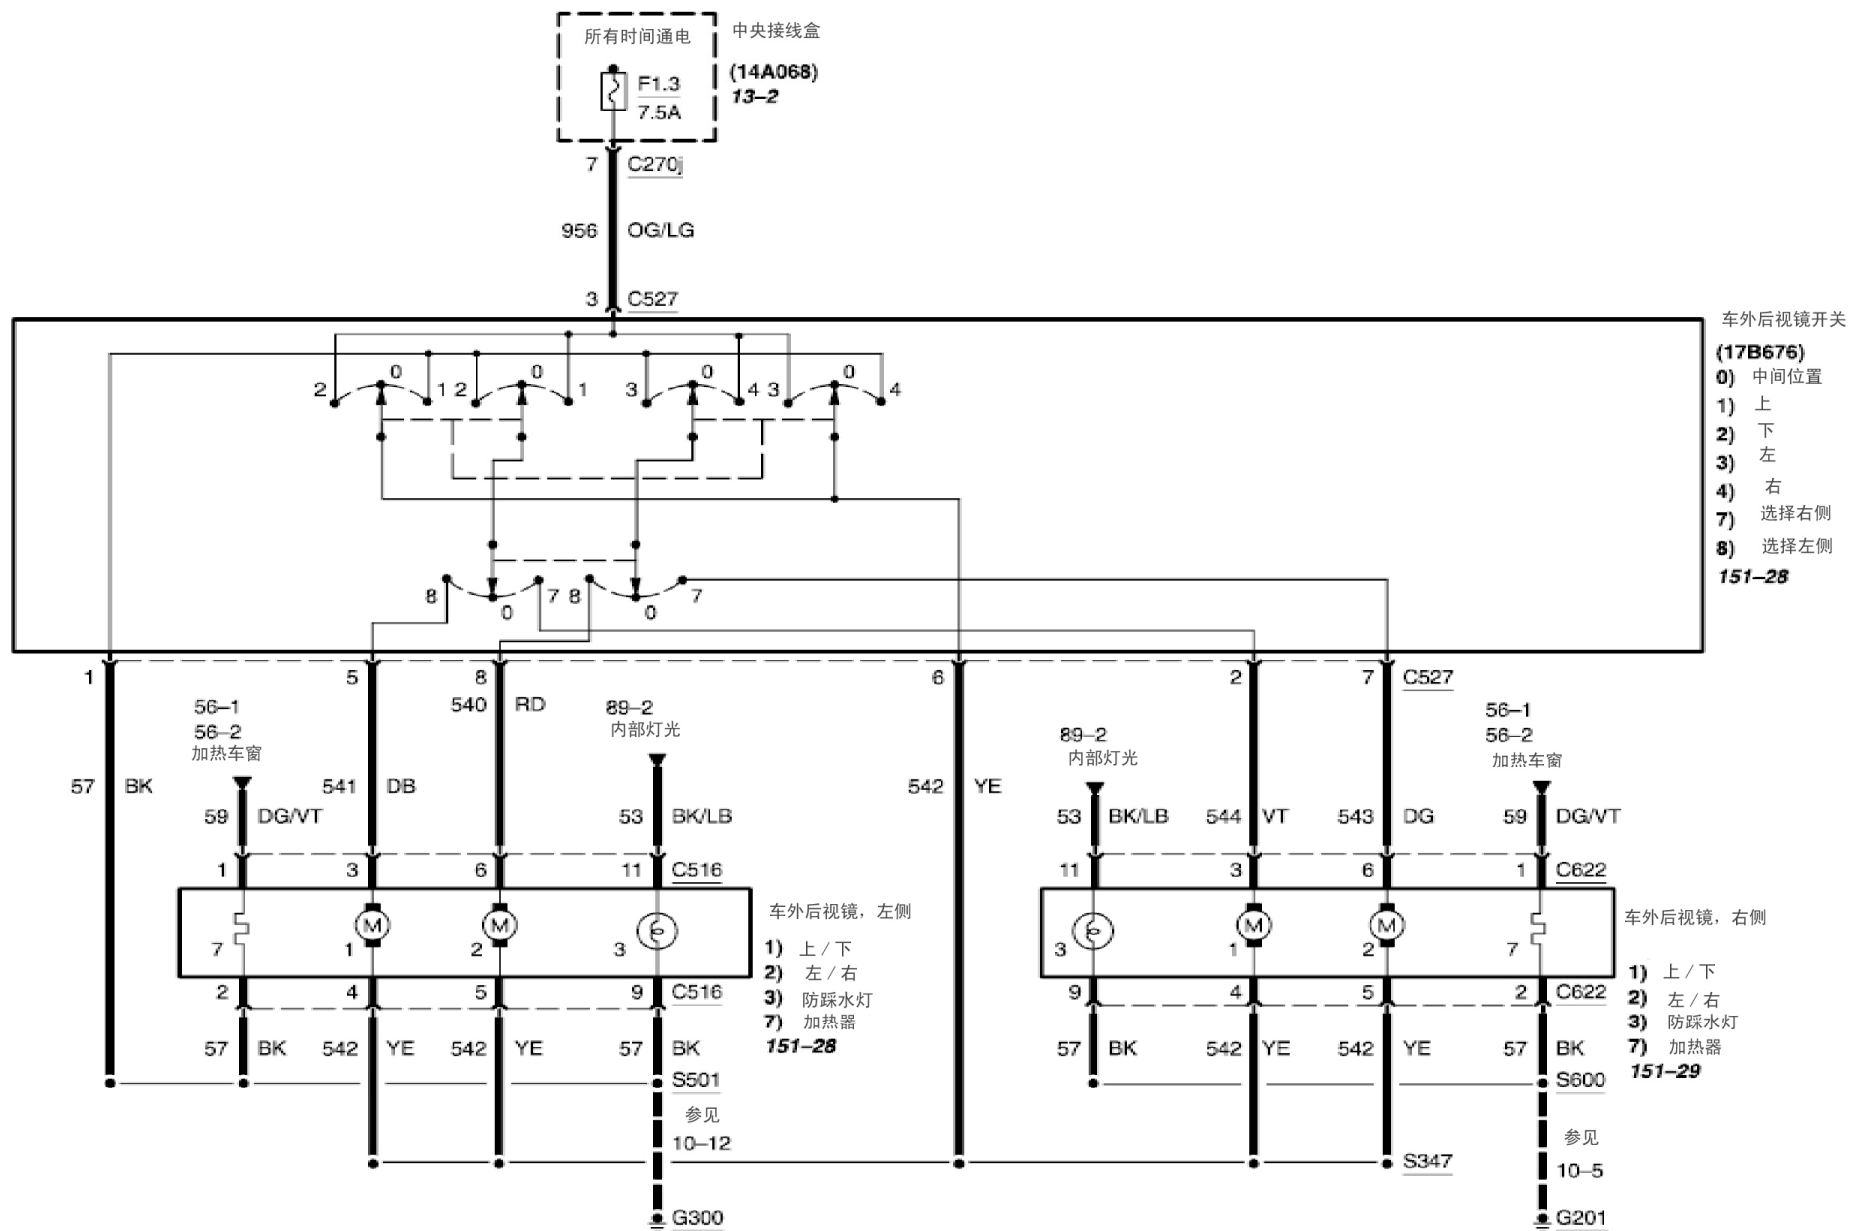 所有时间通电
中央接线盒
(14A068)
13–2
F1.3
7.5A
7 C270j
956 OG/LG
3 C527
车外后视镜开关
(17B676)
0) 中间位置
1) 上
2) 下
3) 左
4) 右
7) 选择右侧
8) 选择左侧
151–28
0 0 0 0
2 1 2 1 3 4 3 4
8 7 8 7
0 0
1 5 8 6 2 7 C527
540 RD
56–1
56–2
加热车窗
89–2
内部灯光
89–2
内部灯光
56–1
56–2
加热车窗
57 BK 541 DB 542 YE
59 DG/VT 53 BK/LB 53 BK/LB 544 VT 543 DG 59 DG/VT
1 3 6 11 C516 11 3 6 1 C622
M M M M
7 1 2 3 3 1 2 7
车外后视镜，左侧
1) 上 / 下
2) 左 / 右
3) 防踩水灯
7) 加热器
151–28
车外后视镜，右侧
1) 上 / 下
2) 左 / 右
3) 防踩水灯
7) 加热器
151–29
2 4 5 9 C516 9 4 5 2 C622
57 BK 542 YE 542 YE 57 BK 57 BK 542 YE 542 YE 57 BK
S501 S600
参见
10–12
参见
10–5
S347
G300 G201